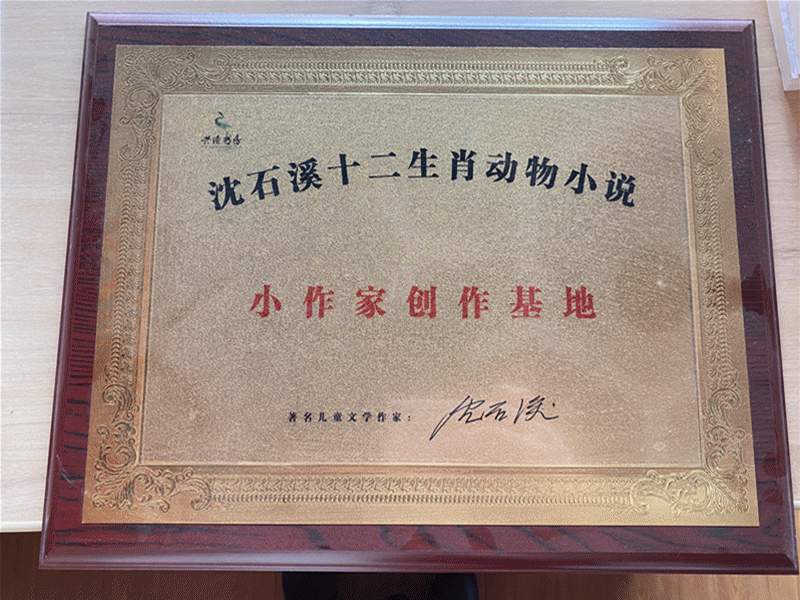 沈石溪十二生肖动物小说
小作家创作基地
著名儿童文学作家：沈石溪